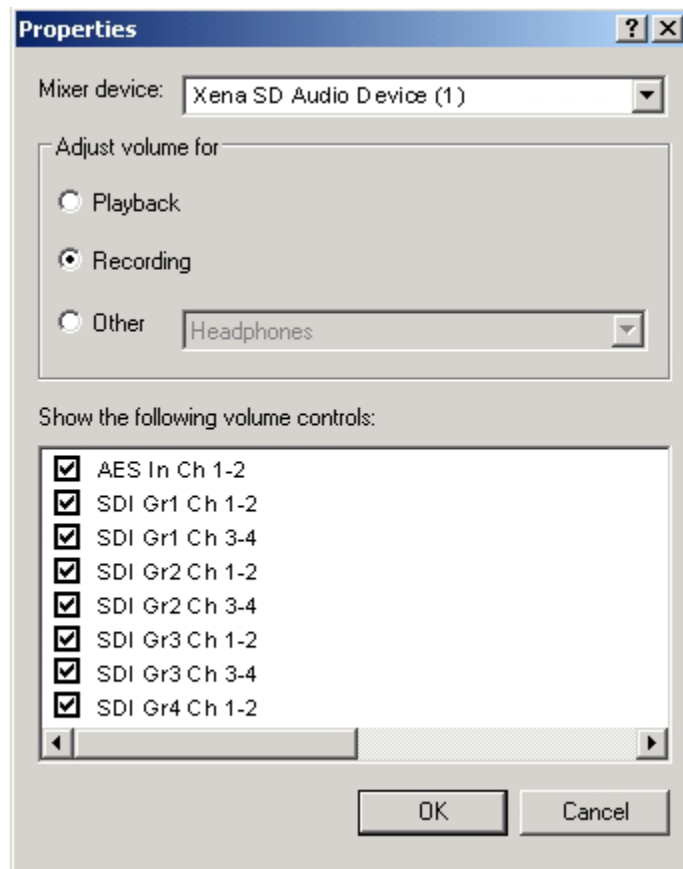 Properties
Mixer device: Xena SD Audio Device (1)
Adjust volume for
Playback
Recording
Other Headphones
Show the following volume controls:
AES In Ch 1-2
SDI Gr1 Ch 1-2
SDI Gr1 Ch 3-4
SDI Gr2 Ch 1-2
SDI Gr2 Ch 3-4
SDI Gr3 Ch 1-2
SDI Gr3 Ch 3-4
SDI Gr4 Ch 1-2
OK Cancel